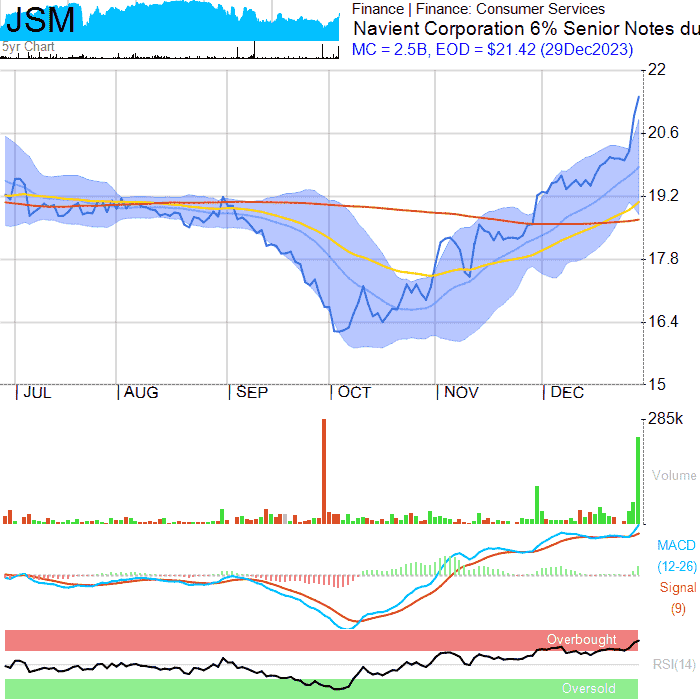 JSM
5yr Chart
Finance | Finance: Consumer Services
Navient Corporation 6% Senior Notes du
MC = 2.5B, EOD = $21.42 (29Dec2023)
22
20.6
19.2
17.8
16.4
15
JUL AUG SEP OCT NOV DEC
285k
Volume
MACD
(12-26)
Signal
(9)
Overbought
RSI(14)
Oversold